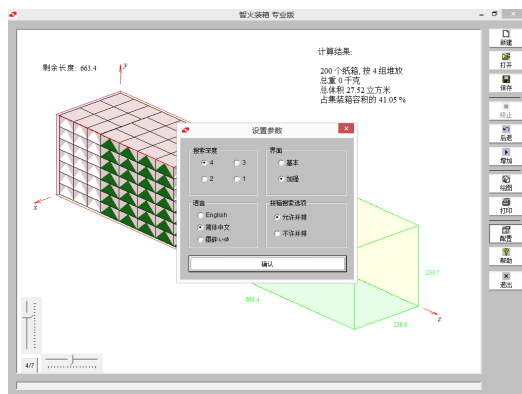 智火装箱 专业版
计算结果:
剩余长度: 663.4
y
200 个纸箱, 按 4 组堆放
总重 0 千克
总体积 27.52 立方米
占集装箱容积的 41.05 %
设置参数
搜索深度
4
3
2
1
界面
基本
加强
语言
English
简体中文
拼箱搜索选项
允许并排
不许并排
确认
x
z
663.4
233.7
238.8
4/7
新建
打开
保存
终止
后退
增加
绘图
打印
配置
帮助
退出